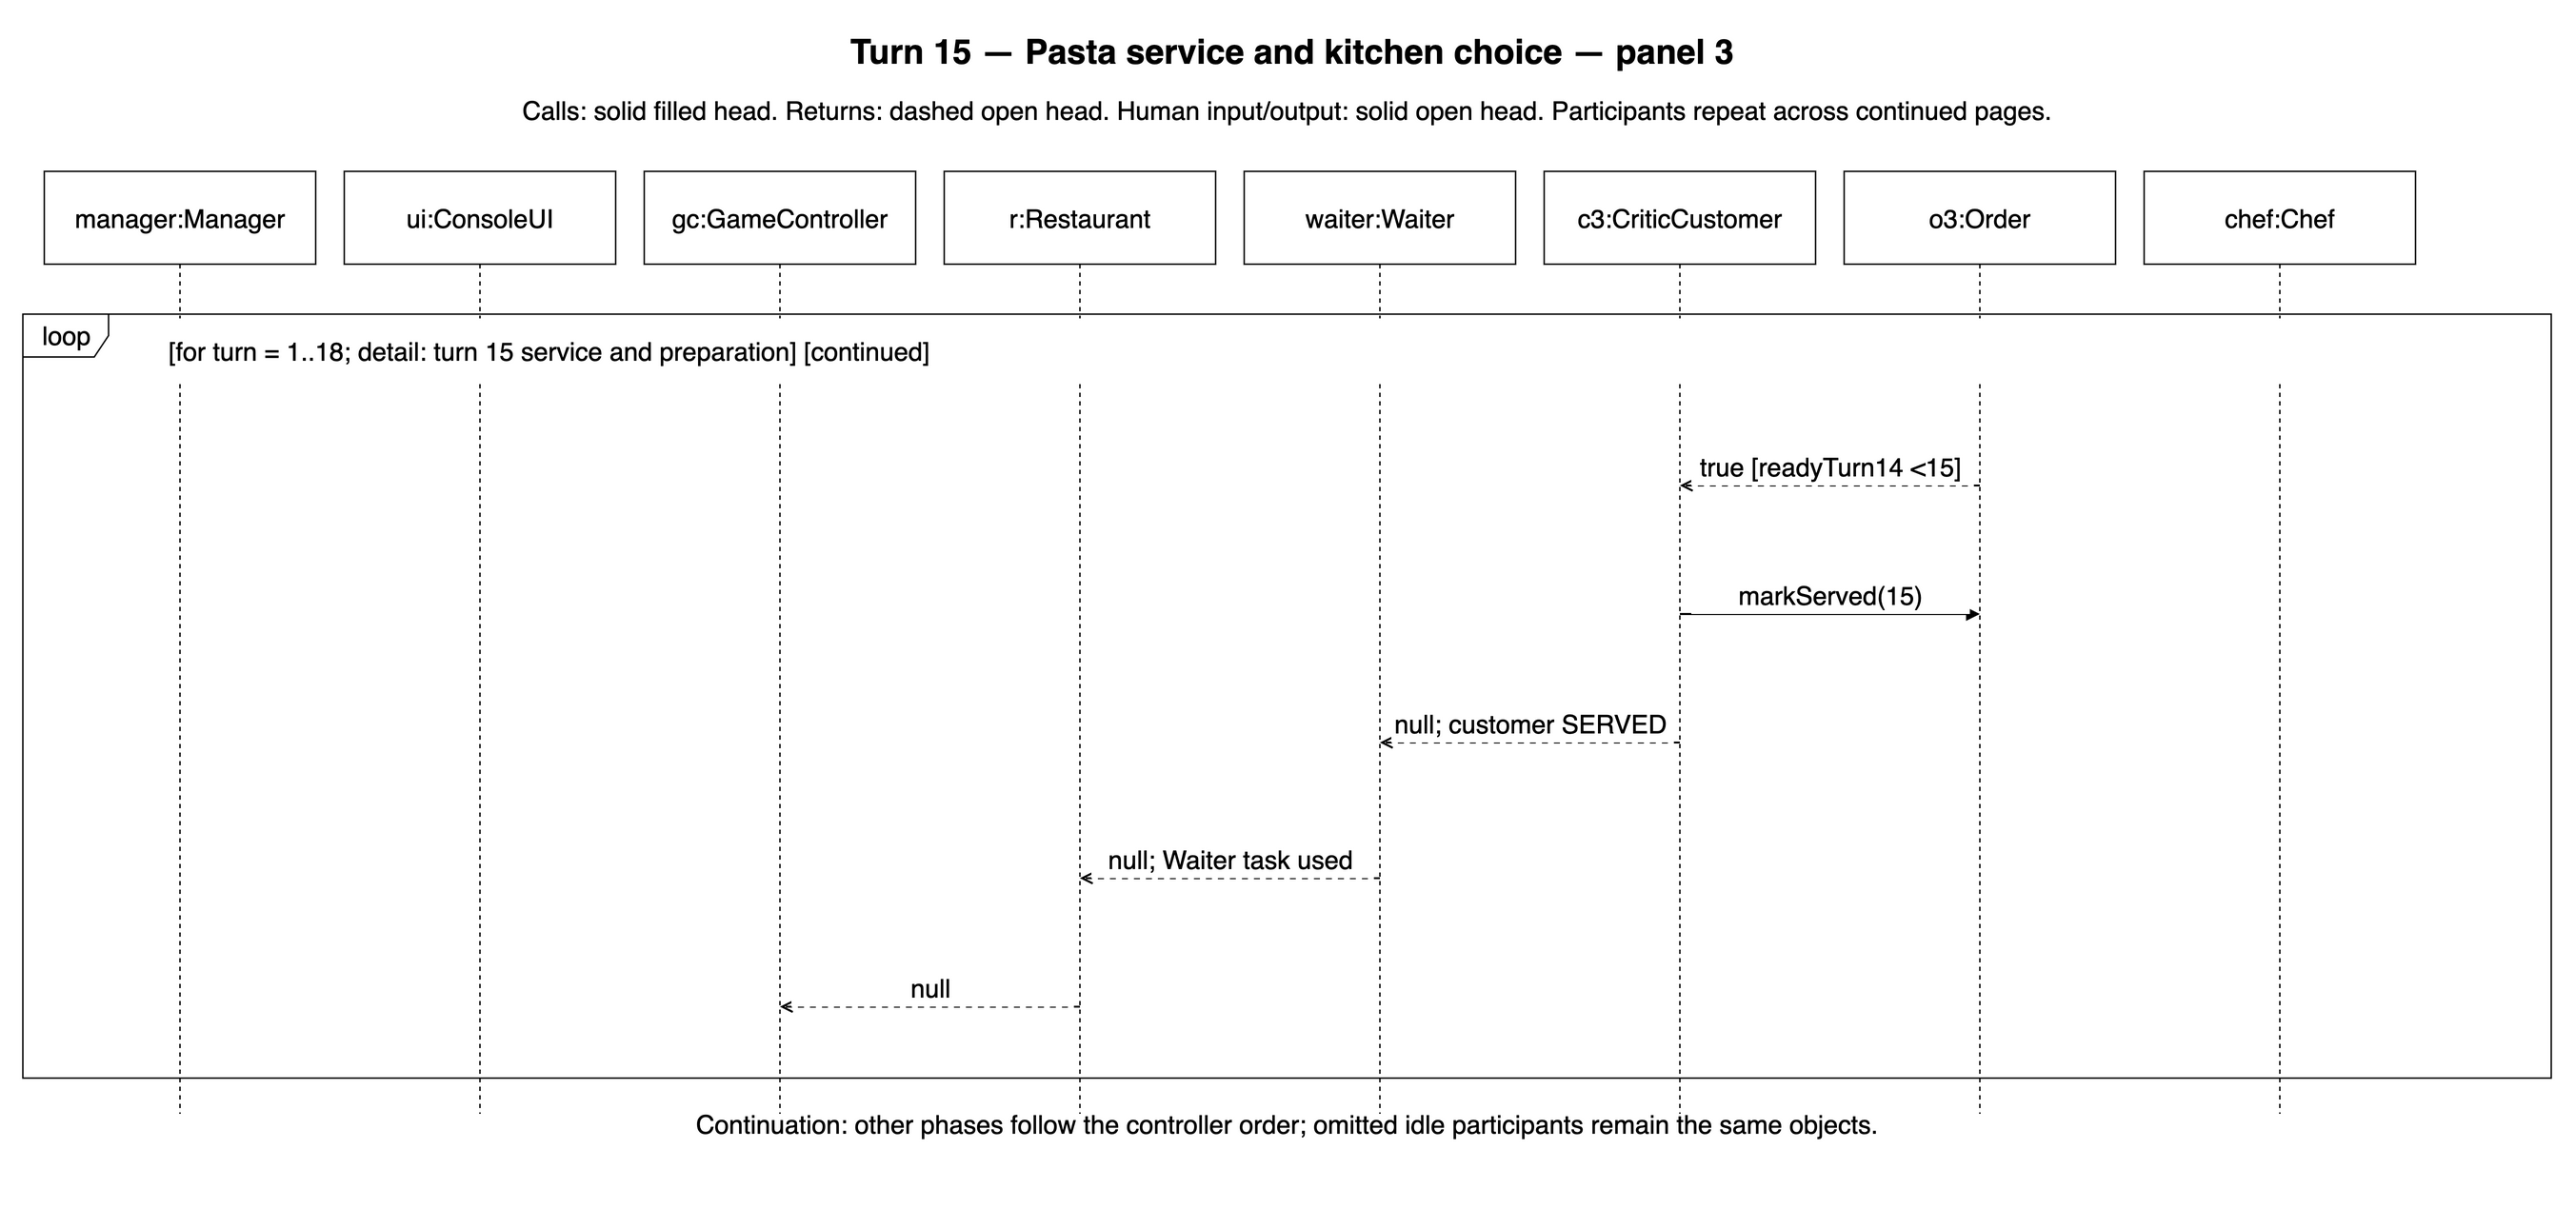 Turn 15 — Pasta service and kitchen choice — panel 3
Calls: solid filled head. Returns: dashed open head. Human input/output: solid open head. Participants repeat across continued pages.
manager:Manager
ui:ConsoleUI
gc:GameController
r:Restaurant
waiter:Waiter
c3:CriticCustomer
o3:Order
chef:Chef
loop
[for turn = 1..18; detail: turn 15 service and preparation] [continued]
true [readyTurn14 <15]
markServed(15)
null; customer SERVED
null; Waiter task used
null
Continuation: other phases follow the controller order; omitted idle participants remain the same objects.